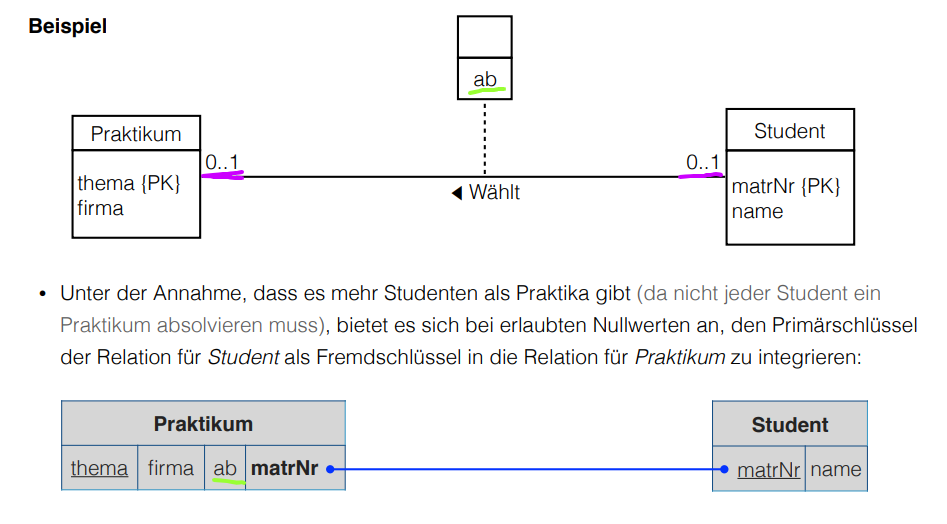 Beispiel
ab
Praktikum
Student
0..1
0..1
thema {PK}
firma
◀ Wählt
matrNr {PK}
name
• Unter der Annahme, dass es mehr Studenten als Praktika gibt (da nicht jeder Student ein
Praktikum absolvieren muss), bietet es sich bei erlaubten Nullwerten an, den Primärschlüssel
der Relation für Student als Fremdschlüssel in die Relation für Praktikum zu integrieren:
Praktikum
thema firma ab matrNr
Student
matrNr name